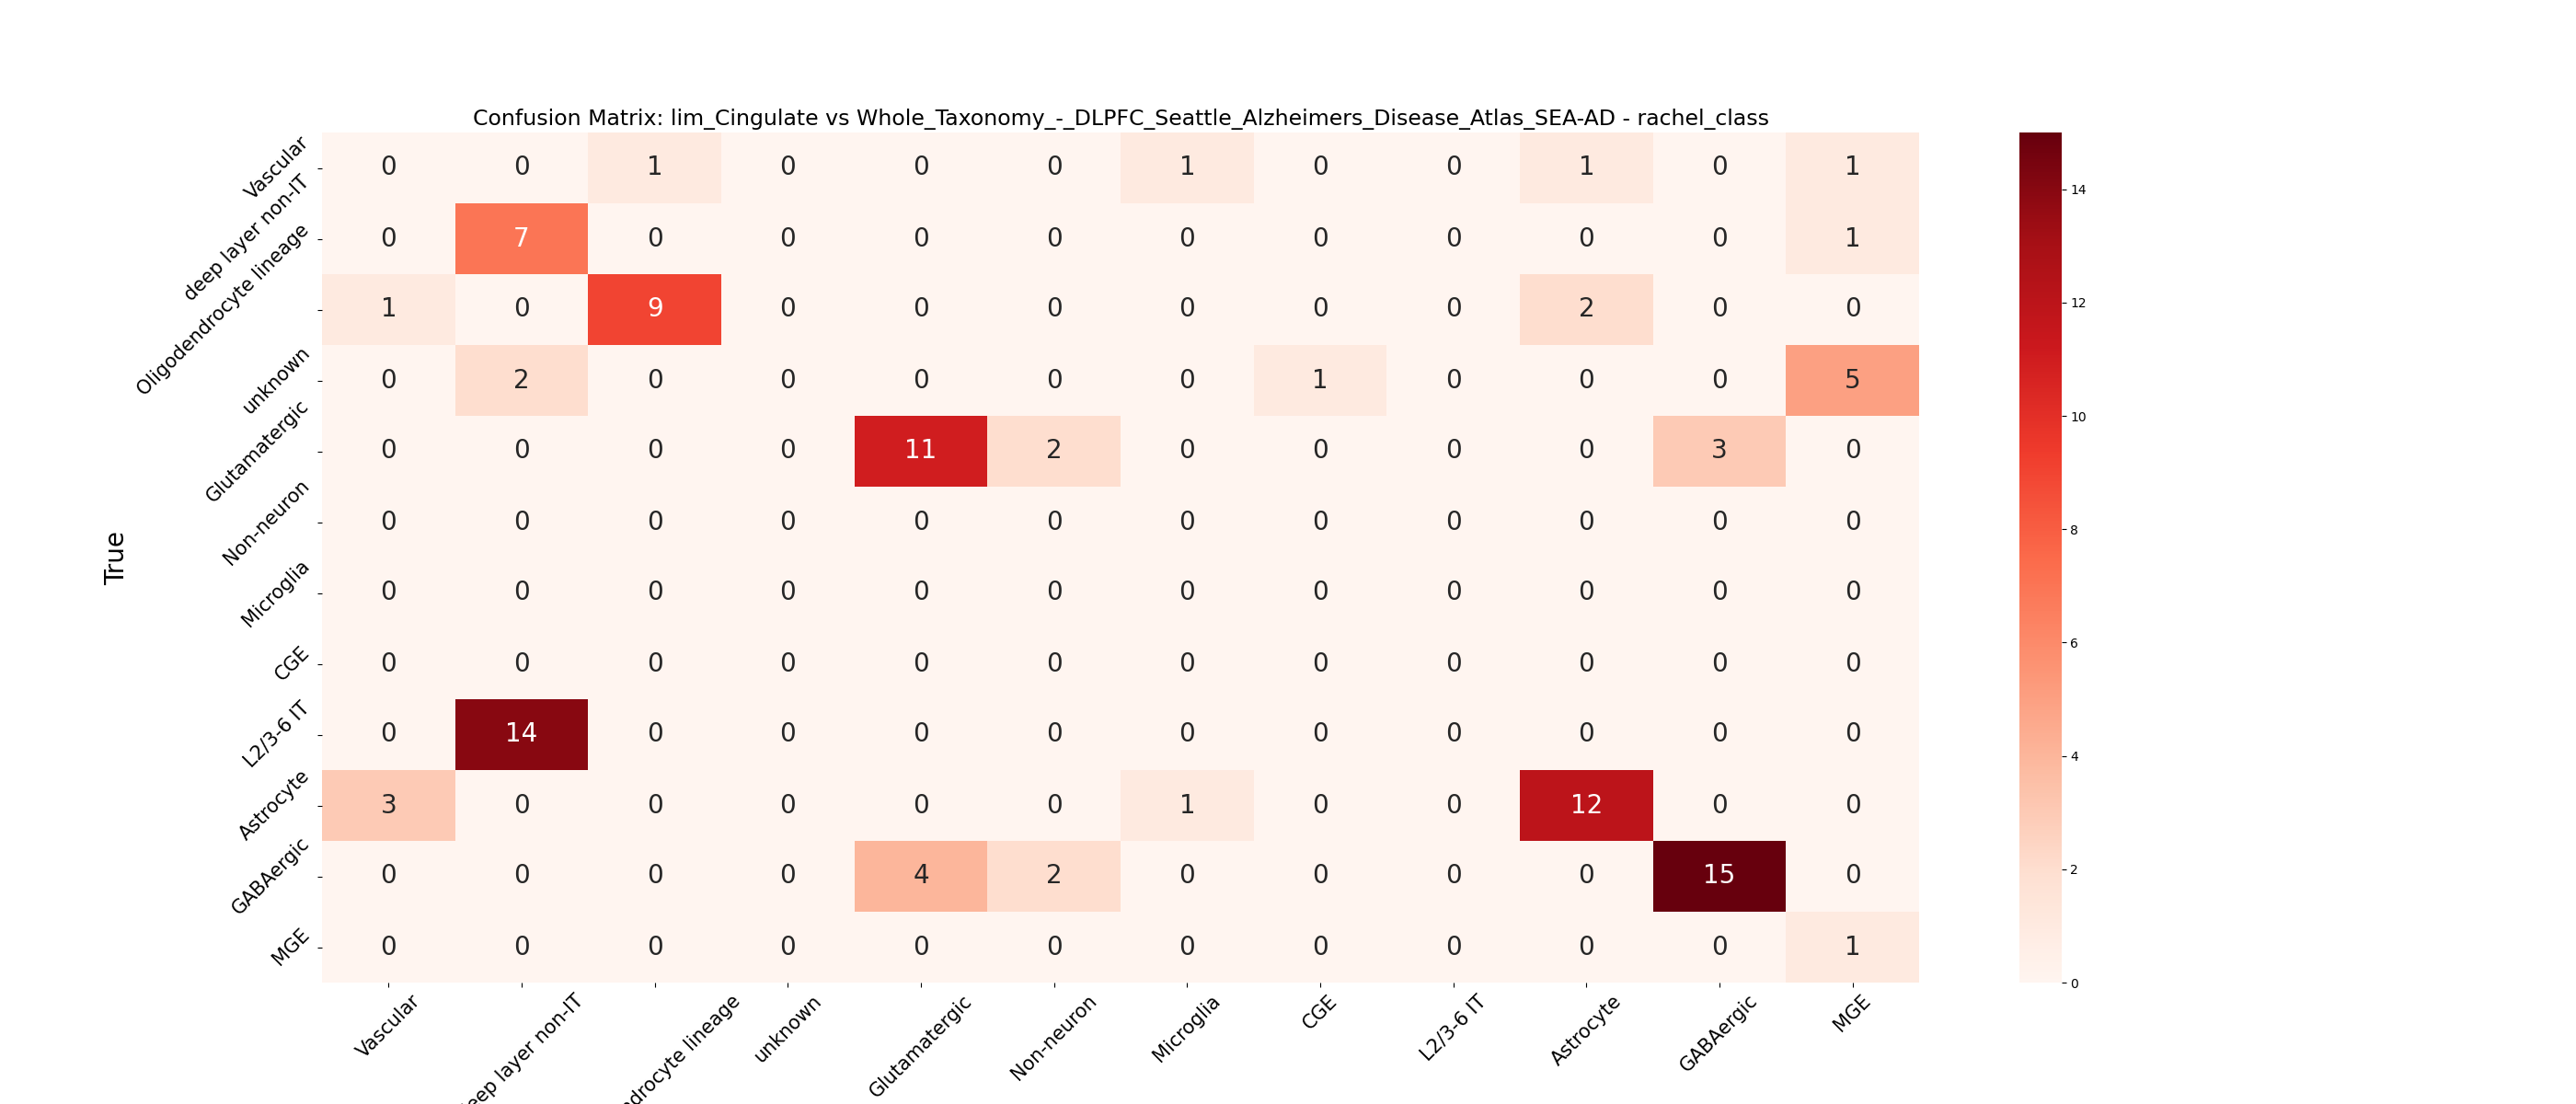 Confusion Matrix: lim_Cingulate vs Whole_Taxonomy_-_DLPFC_Seattle_Alzheimers_Disease_Atlas_SEA-AD - rachel_class
Vascular 0 0 1 0 0 0 1 0 0 1 0 1
deep layer non-IT 0 7 0 0 0 0 0 0 0 0 0 1
Oligodendrocyte lineage 1 0 9 0 0 0 0 0 0 2 0 0
unknown 0 2 0 0 0 0 0 1 0 0 0 5
Glutamatergic 0 0 0 0 11 2 0 0 0 0 3 0
Non-neuron 0 0 0 0 0 0 0 0 0 0 0 0
Microglia 0 0 0 0 0 0 0 0 0 0 0 0
CGE 0 0 0 0 0 0 0 0 0 0 0 0
L2/3-6 IT 0 14 0 0 0 0 0 0 0 0 0 0
Astrocyte 3 0 0 0 0 0 1 0 0 12 0 0
GABAergic 0 0 0 0 4 2 0 0 0 0 15 0
MGE 0 0 0 0 0 0 0 0 0 0 0 1
True
Vascular
eep layer non-IT
ndrocyte lineage
unknown
Glutamatergic
Non-neuron
Microglia
CGE
L2/3-6 IT
Astrocyte
GABAergic
MGE
14
12
10
8
6
4
2
0